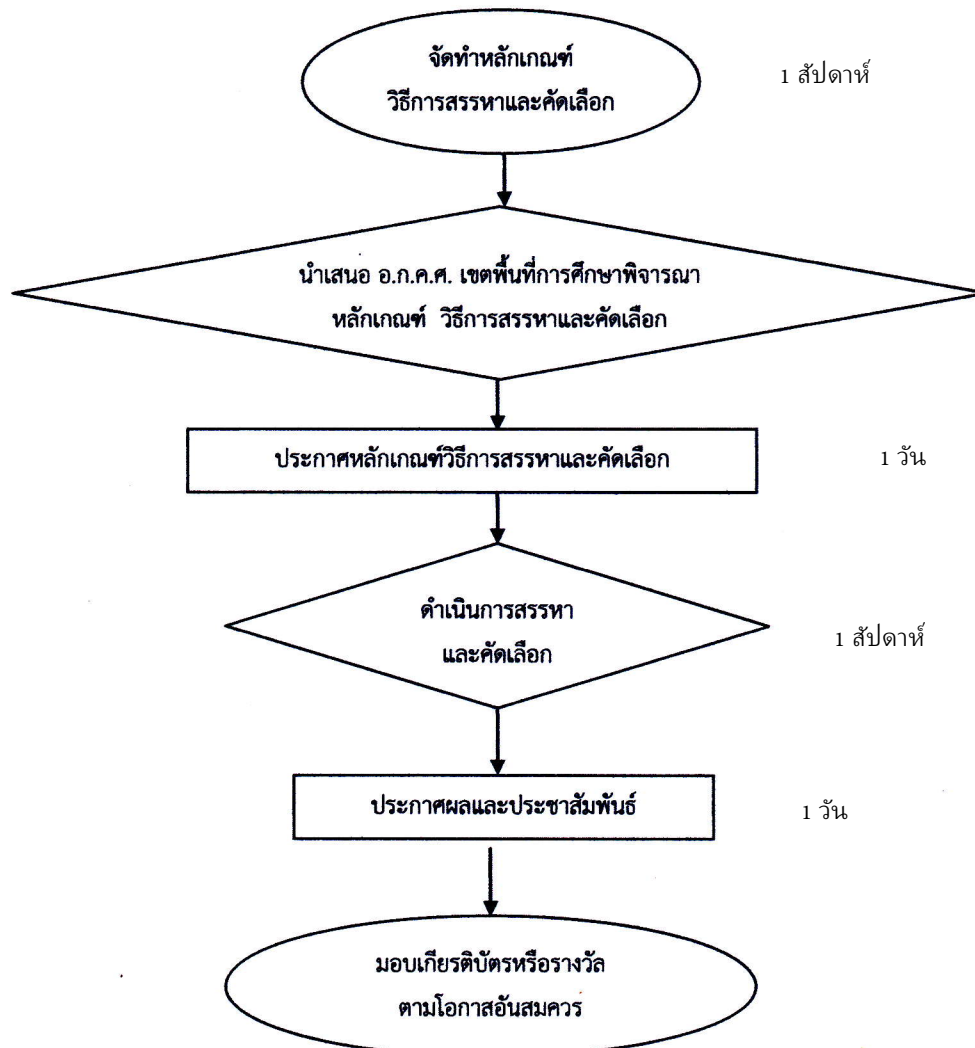 จัดทำหลักเกณฑ์
วิธีการสรรหาและคัดเลือก
1 สัปดาห์
นำเสนอ อ.ก.ค.ศ. เขตพื้นที่การศึกษาพิจารณา
หลักเกณฑ์ วิธีการสรรหาและคัดเลือก
ประกาศหลักเกณฑ์วิธีการสรรหาและคัดเลือก
1 วัน
ดำเนินการสรรหา
และคัดเลือก
1 สัปดาห์
ประกาศผลและประชาสัมพันธ์
1 วัน
มอบเกียรติบัตรหรือรางวัล
ตามโอกาสอันสมควร